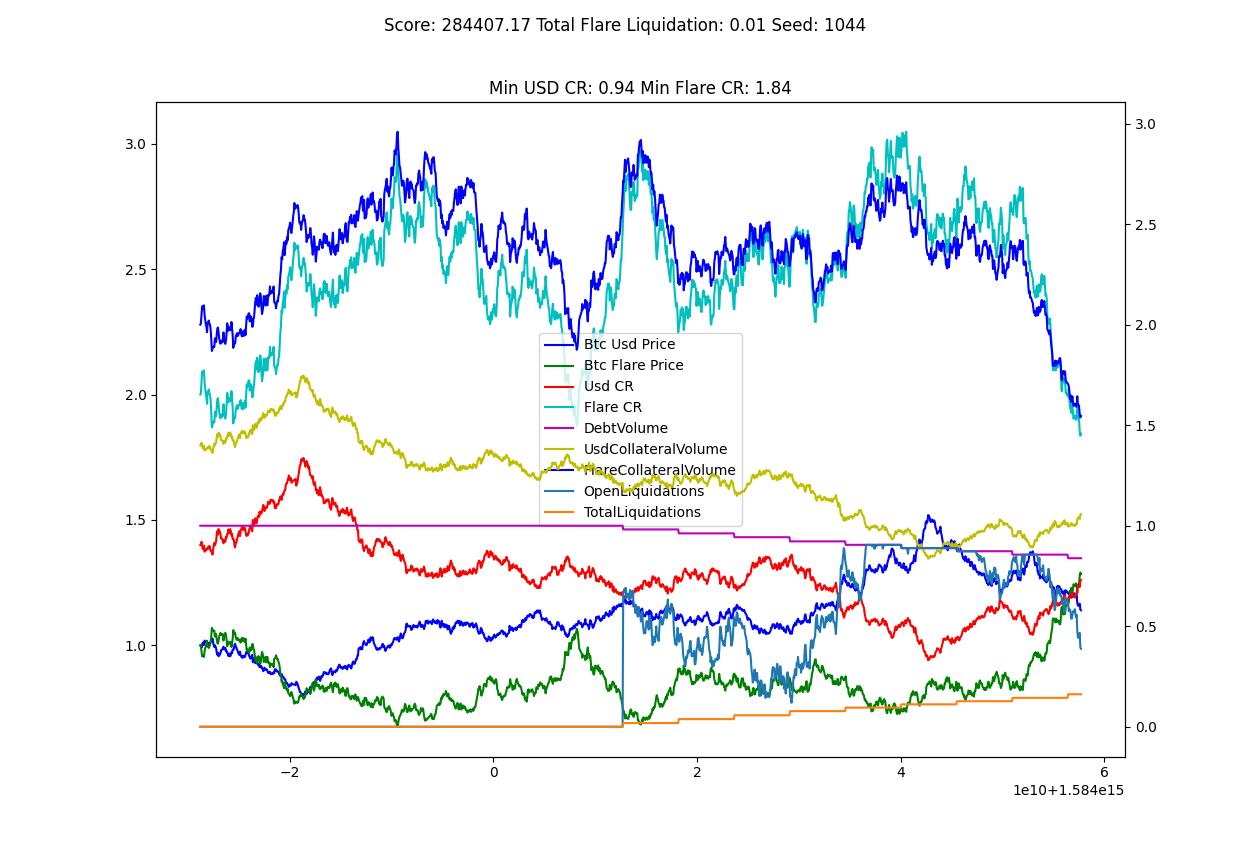 Score: 284407.17 Total Flare Liquidation: 0.01 Seed: 1044
Min USD CR: 0.94 Min Flare CR: 1.84
3.0
2.5
2.0
1.5
1.0
3.0
2.5
2.0
1.5
1.0
0.5
0.0
Btc Usd Price
Btc Flare Price
Usd CR
Flare CR
DebtVolume
UsdCollateralVolume
FlareCollateralVolume
OpenLiquidations
TotalLiquidations
−2 0 2 4 6
1e10+1.584e15